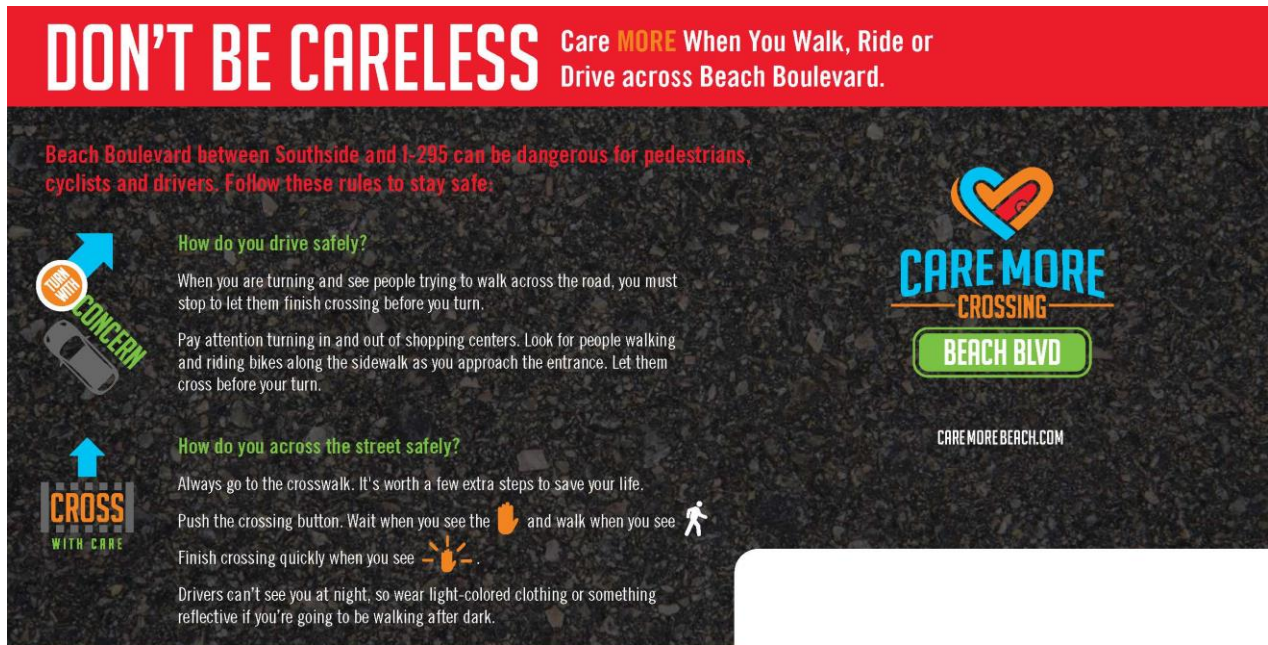 DON'T BE CARELESS
Care MORE When You Walk, Ride or
Drive across Beach Boulevard.
Beach Boulevard between Southside and I-295 can be dangerous for pedestrians,
cyclists and drivers. Follow these rules to stay safe:
TURN
WITH
CONCERN
How do you drive safely?
When you are turning and see people trying to walk across the road, you must
stop to let them finish crossing before you turn.
Pay attention turning in and out of shopping centers. Look for people walking
and riding bikes along the sidewalk as you approach the entrance. Let them
cross before your turn.
CROSS
WITH CARE
How do you across the street safely?
Always go to the crosswalk. It's worth a few extra steps to save your life.
Push the crossing button. Wait when you see the and walk when you see
Finish crossing quickly when you see .
Drivers can't see you at night, so wear light-colored clothing or something
reflective if you're going to be walking after dark.
CARE MORE
CROSSING
BEACH BLVD
CAREMOREBEACH.COM